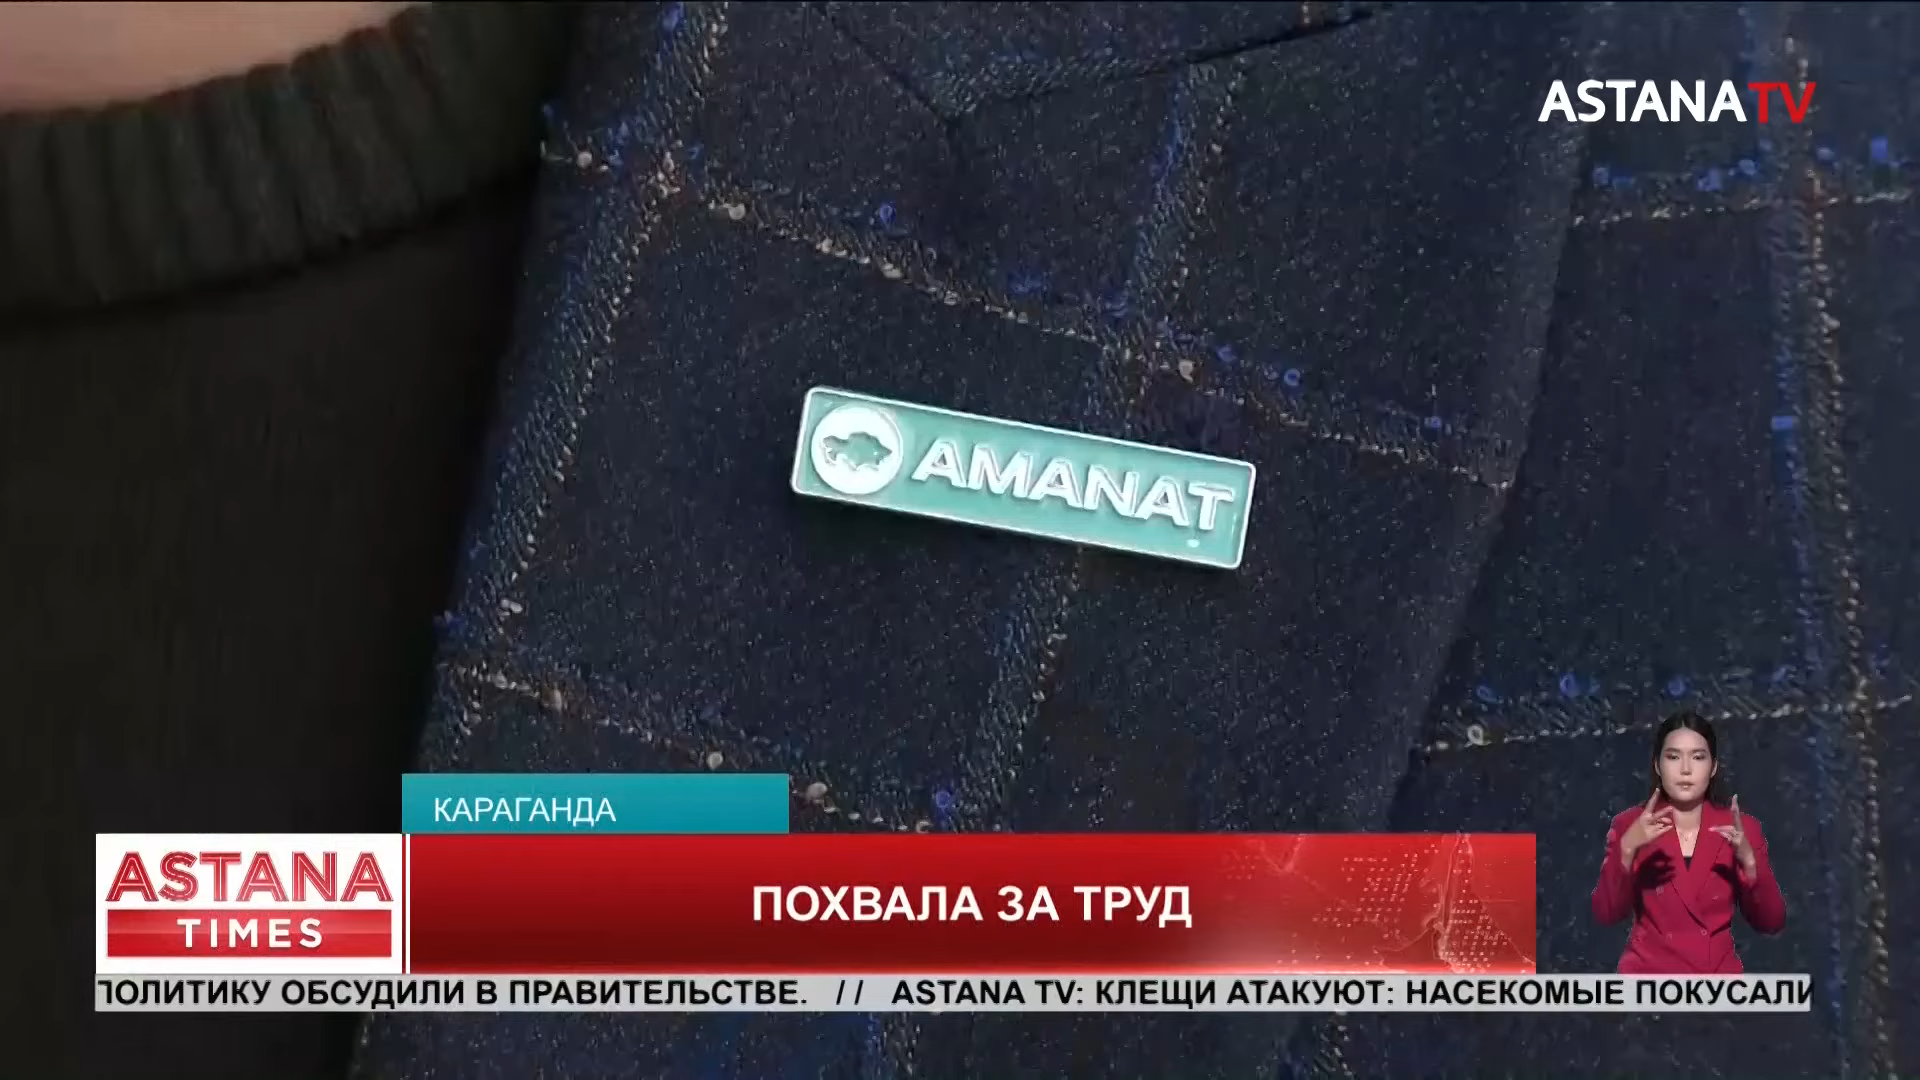 ASTANATV
AMANAT
КАРАГАНДА
ASTANA
TIMES
ПОХВАЛА ЗА ТРУД
ПОЛИТИКУ ОБСУДИЛИ В ПРАВИТЕЛЬСТВЕ. // ASTANA TV: КЛЕЩИ АТАКУЮТ: НАСЕКОМЫЕ ПОКУСАЛИ